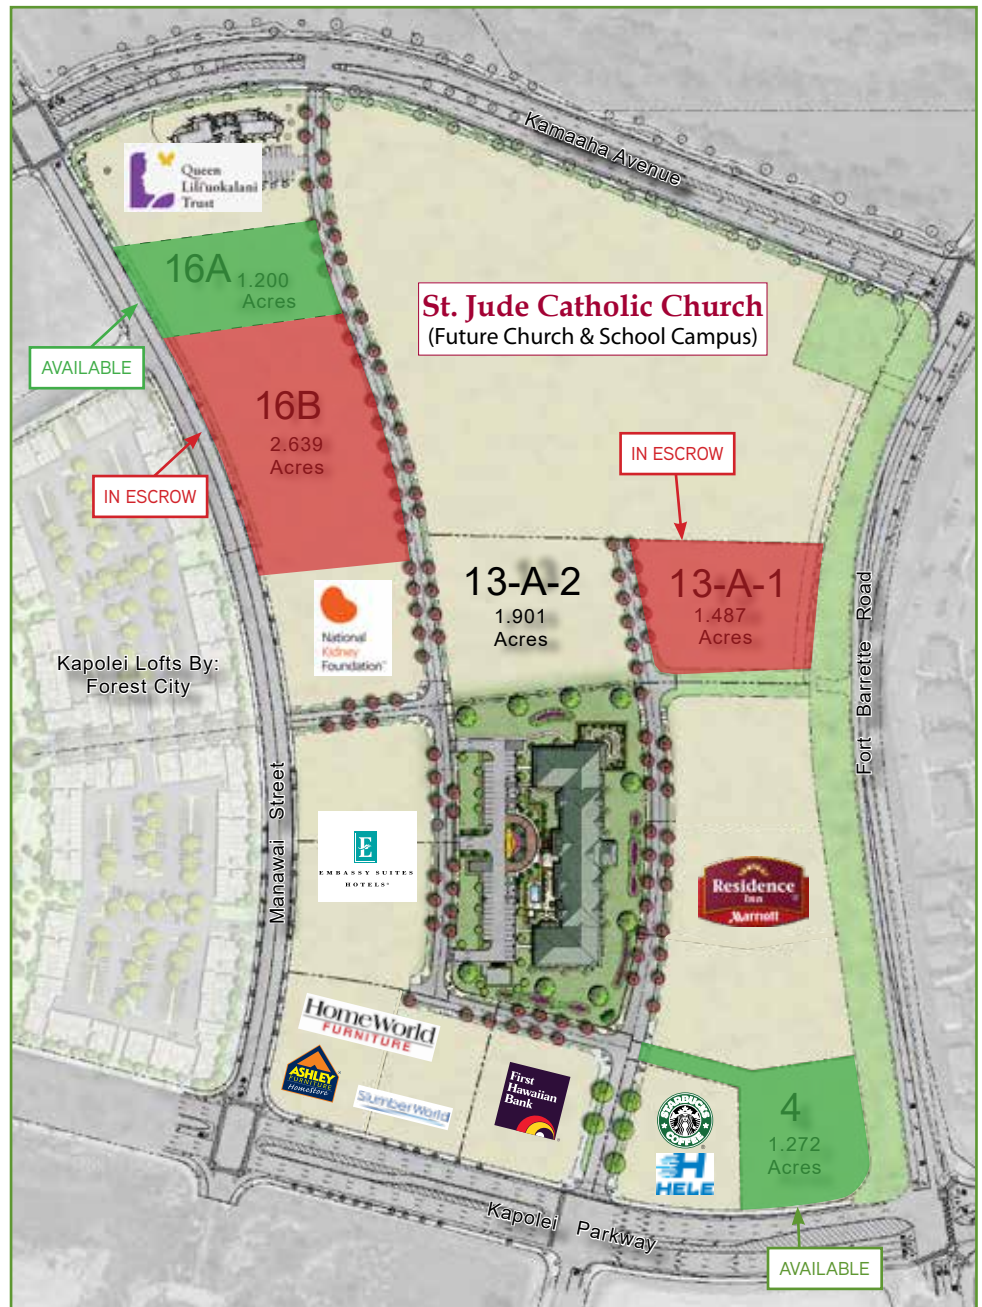 Kamaaha Avenue
Queen
Lili'uokalani
Trust
16A 1.200
Acres
St. Jude Catholic Church
(Future Church & School Campus)
AVAILABLE
16B
2.639
Acres
IN ESCROW
IN ESCROW
13-A-2
1.901
Acres
13-A-1
1.487
Acres
National
Kidney
Foundation™
Kapolei Lofts By:
Forest City
Fort Barrette Road
Manawai Street
E
EMBASSY SUITES
HOTELS®
Residence
Inn
Marriott
HomeWorld
FURNITURE
ASHLEY
FURNITURE
HomeStore
SlumberWorld
First
Hawaiian
Bank
STARBUCKS
COFFEE
H
HELE
4
1.272
Acres
Kapolei Parkway
AVAILABLE